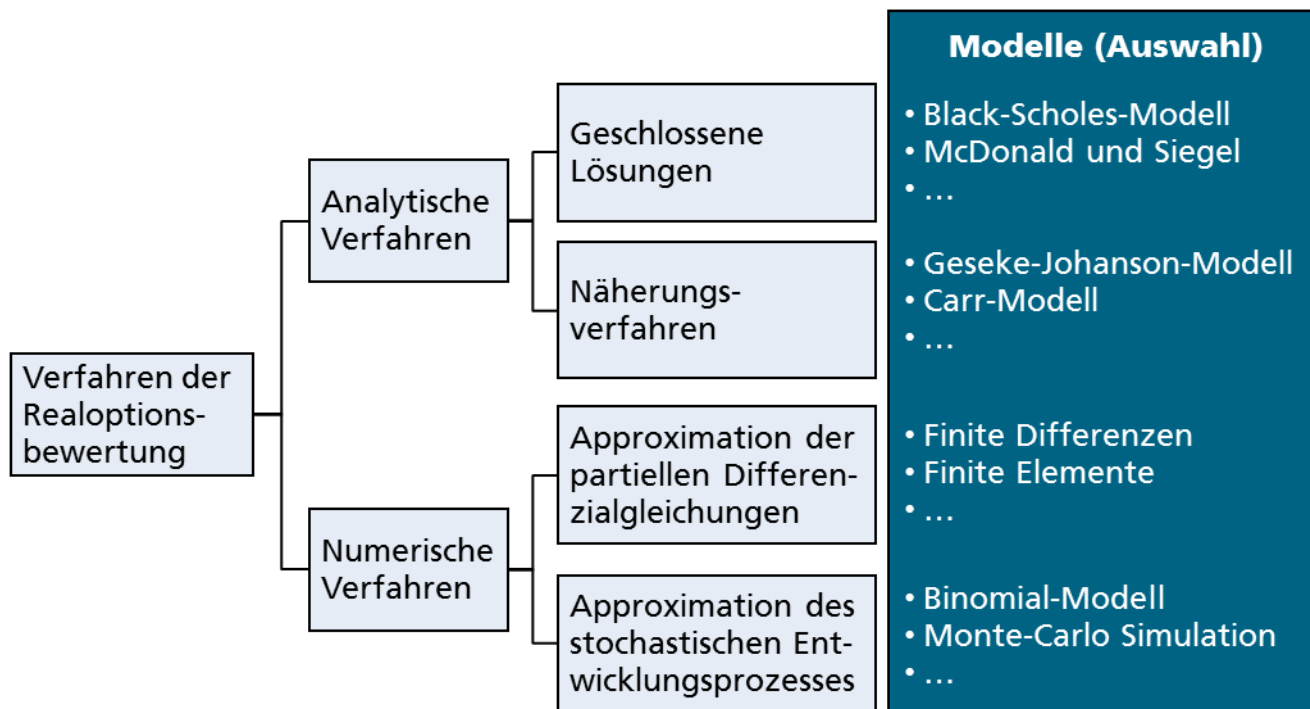 Verfahren der
Realoptions-
bewertung
Analytische
Verfahren
Numerische
Verfahren
Geschlossene
Lösungen
Näherungs-
verfahren
Approximation der
partiellen Differen-
zialgleichungen
Approximation des
stochastischen Ent-
wicklungsprozesses
Modelle (Auswahl)
• Black-Scholes-Modell
• McDonald und Siegel
• ...
• Geseke-Johanson-Modell
• Carr-Modell
• ...
• Finite Differenzen
• Finite Elemente
• ...
• Binomial-Modell
• Monte-Carlo Simulation
• ...